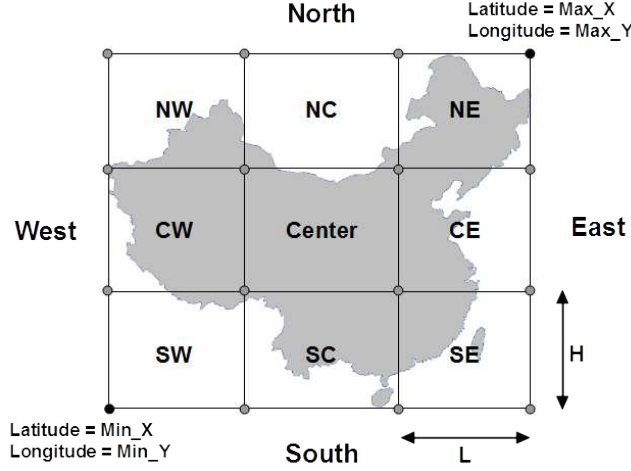 North
Latitude = Max_X
Longitude = Max_Y
NW
NC
NE
West
CW
Center
CE
East
SW
SC
SE
H
Latitude = Min_X
Longitude = Min_Y
South
L